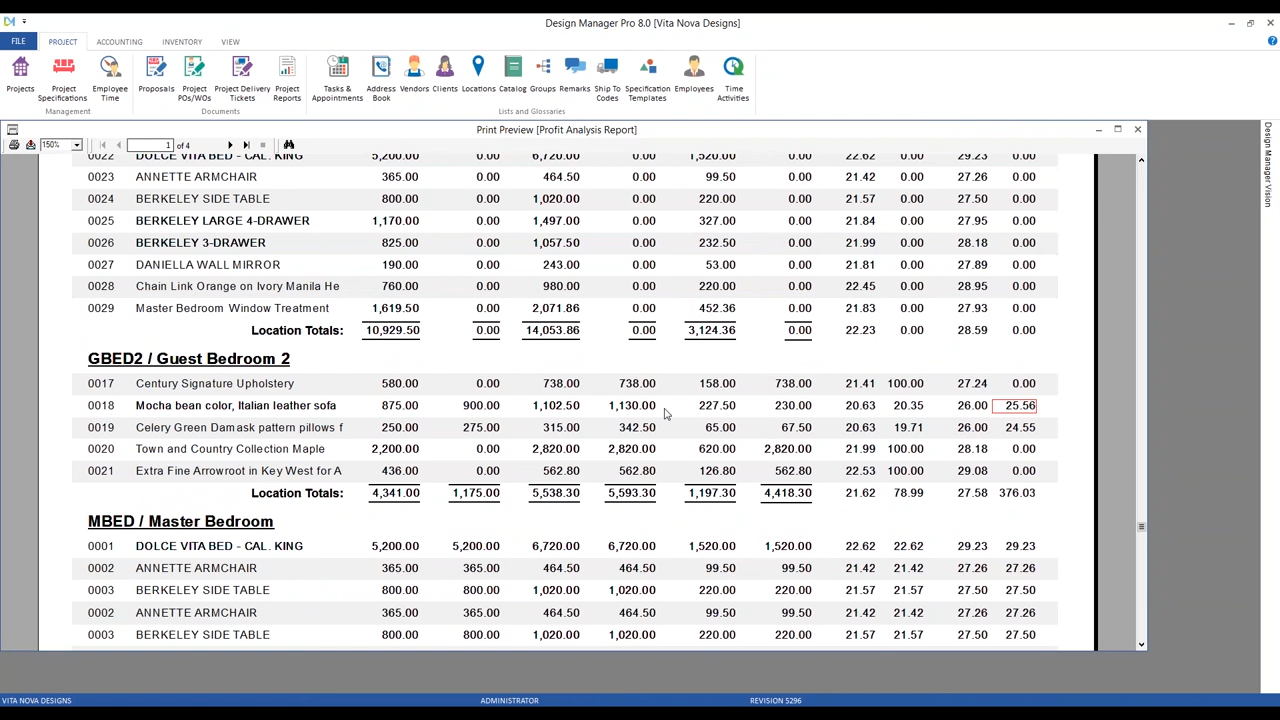 Design Manager Pro 8.0 [Vita Nova Designs]
FILE PROJECT ACCOUNTING INVENTORY VIEW
Projects Project Specifications Employee Time Proposals Project POs/WOs Project Delivery Tickets Project Reports Tasks & Appointments Address Book Vendors Clients Locations Catalog Groups Remarks Ship To Codes Specification Templates Employees Time Activities
Management Documents Lists and Glossaries
Print Preview [Profit Analysis Report]
150% 1 of 4
Design Manager Vision
0022 DOLCE VITA BED - CAL. KING 5,200.00 0.00 6,720.00 0.00 1,520.00 0.00 22.62 0.00 29.23 0.00
0023 ANNETTE ARMCHAIR 365.00 0.00 464.50 0.00 99.50 0.00 21.42 0.00 27.26 0.00
0024 BERKELEY SIDE TABLE 800.00 0.00 1,020.00 0.00 220.00 0.00 21.57 0.00 27.50 0.00
0025 BERKELEY LARGE 4-DRAWER 1,170.00 0.00 1,497.00 0.00 327.00 0.00 21.84 0.00 27.95 0.00
0026 BERKELEY 3-DRAWER 825.00 0.00 1,057.50 0.00 232.50 0.00 21.99 0.00 28.18 0.00
0027 DANIELLA WALL MIRROR 190.00 0.00 243.00 0.00 53.00 0.00 21.81 0.00 27.89 0.00
0028 Chain Link Orange on Ivory Manila He 760.00 0.00 980.00 0.00 220.00 0.00 22.45 0.00 28.95 0.00
0029 Master Bedroom Window Treatment 1,619.50 0.00 2,071.86 0.00 452.36 0.00 21.83 0.00 27.93 0.00
Location Totals: 10,929.50 0.00 14,053.86 0.00 3,124.36 0.00 22.23 0.00 28.59 0.00
GBED2 / Guest Bedroom 2
0017 Century Signature Upholstery 580.00 0.00 738.00 738.00 158.00 738.00 21.41 100.00 27.24 0.00
0018 Mocha bean color, Italian leather sofa 875.00 900.00 1,102.50 1,130.00 227.50 230.00 20.63 20.35 26.00 25.56
0019 Celery Green Damask pattern pillows f 250.00 275.00 315.00 342.50 65.00 67.50 20.63 19.71 26.00 24.55
0020 Town and Country Collection Maple 2,200.00 0.00 2,820.00 2,820.00 620.00 2,820.00 21.99 100.00 28.18 0.00
0021 Extra Fine Arrowroot in Key West for A 436.00 0.00 562.80 562.80 126.80 562.80 22.53 100.00 29.08 0.00
Location Totals: 4,341.00 1,175.00 5,538.30 5,593.30 1,197.30 4,418.30 21.62 78.99 27.58 376.03
MBED / Master Bedroom
0001 DOLCE VITA BED - CAL. KING 5,200.00 5,200.00 6,720.00 6,720.00 1,520.00 1,520.00 22.62 22.62 29.23 29.23
0002 ANNETTE ARMCHAIR 365.00 365.00 464.50 464.50 99.50 99.50 21.42 21.42 27.26 27.26
0003 BERKELEY SIDE TABLE 800.00 800.00 1,020.00 1,020.00 220.00 220.00 21.57 21.57 27.50 27.50
0002 ANNETTE ARMCHAIR 365.00 365.00 464.50 464.50 99.50 99.50 21.42 21.42 27.26 27.26
0003 BERKELEY SIDE TABLE 800.00 800.00 1,020.00 1,020.00 220.00 220.00 21.57 21.57 27.50 27.50
VITA NOVA DESIGNS ADMINISTRATOR REVISION 5296